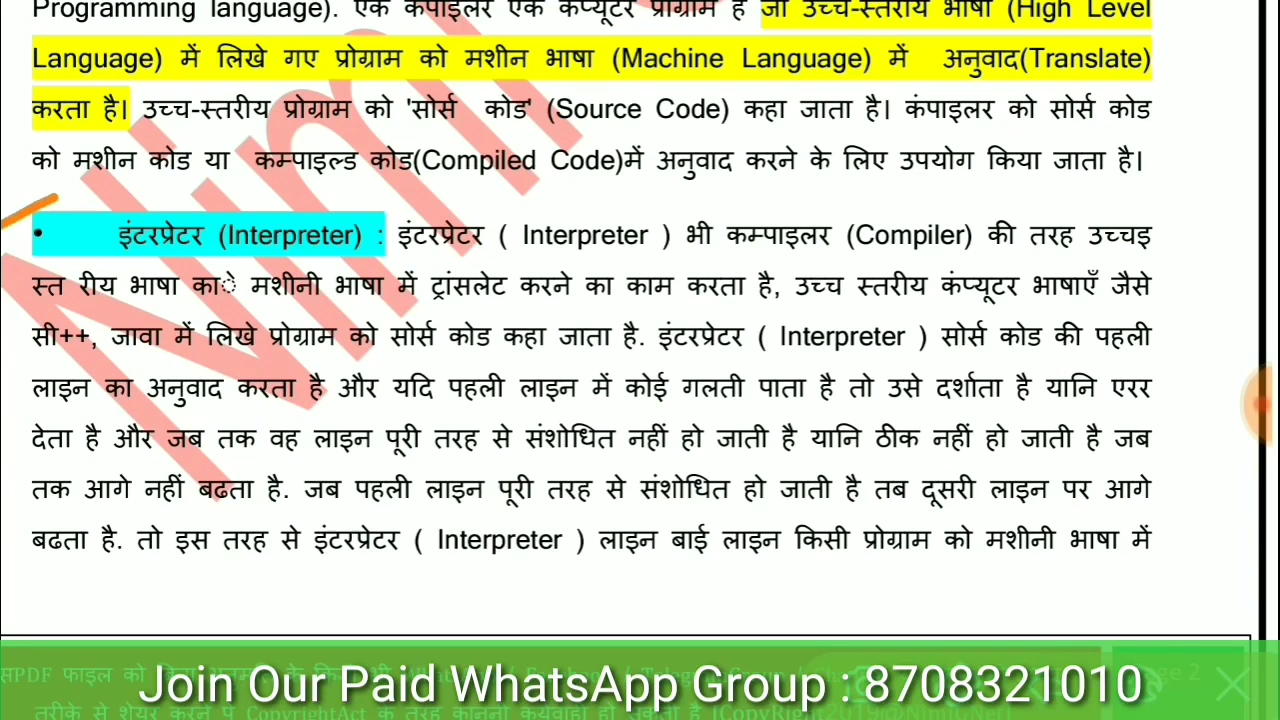 Programming language). एक कंपाइलर एक कंप्यूटर प्रोग्राम है जो उच्च-स्तरीय भाषा (High Level
Language) में लिखे गए प्रोग्राम को मशीन भाषा (Machine Language) में अनुवाद(Translate)
करता है। उच्च-स्तरीय प्रोग्राम को 'सोर्स कोड' (Source Code) कहा जाता है। कंपाइलर को सोर्स कोड
को मशीन कोड या कम्पाइल्ड कोड(Compiled Code)में अनुवाद करने के लिए उपयोग किया जाता है।
• इंटरप्रेटर (Interpreter) : इंटरप्रेटर ( Interpreter ) भी कम्पाइलर (Compiler) की तरह उच्चइ
स्त रीय भाषा काे मशीनी भाषा में ट्रांसलेट करने का काम करता है, उच्च स्तरीय कंप्यूटर भाषाएँ जैसे
सी++, जावा में लिखे प्रोग्राम को सोर्स कोड कहा जाता है. इंटरप्रेटर ( Interpreter ) सोर्स कोड की पहली
लाइन का अनुवाद करता है और यदि पहली लाइन में कोई गलती पाता है तो उसे दर्शाता है यानि एरर
देता है और जब तक वह लाइन पूरी तरह से संशोधित नहीं हो जाती है यानि ठीक नहीं हो जाती है जब
तक आगे नहीं बढता है. जब पहली लाइन पूरी तरह से संशोधित हो जाती है तब दूसरी लाइन पर आगे
बढता है. तो इस तरह से इंटरप्रेटर ( Interpreter ) लाइन बाई लाइन किसी प्रोग्राम को मशीनी भाषा में
Join Our Paid WhatsApp Group : 8708321010